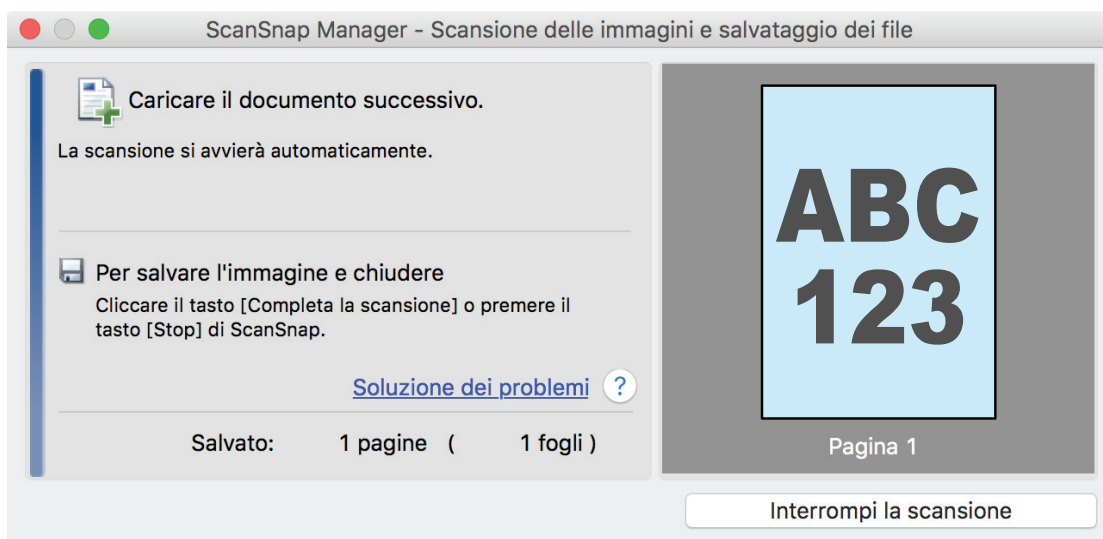 ScanSnap Manager - Scansione delle immagini e salvataggio dei file
Caricare il documento successivo.
La scansione si avvierà automaticamente.
Per salvare l'immagine e chiudere
Cliccare il tasto [Completa la scansione] o premere il
tasto [Stop] di ScanSnap.
Soluzione dei problemi ?
Salvato: 1 pagine ( 1 fogli )
ABC
123
Pagina 1
Interrompi la scansione